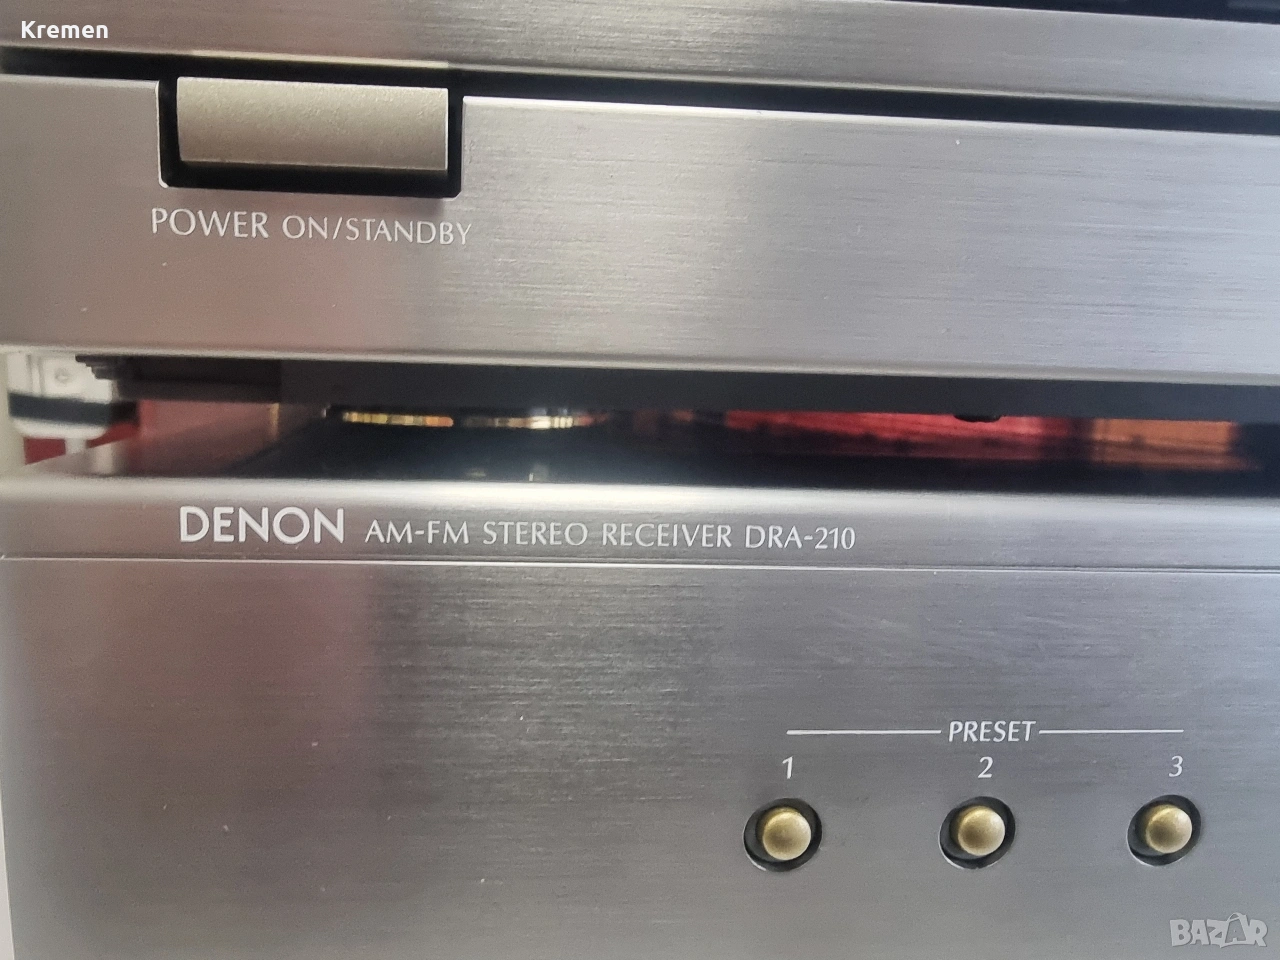 Kremen
POWER ON/STANDBY
DENON AM-FM STEREO RECEIVER DRA-210
PRESET
1 2 3
BAZAR